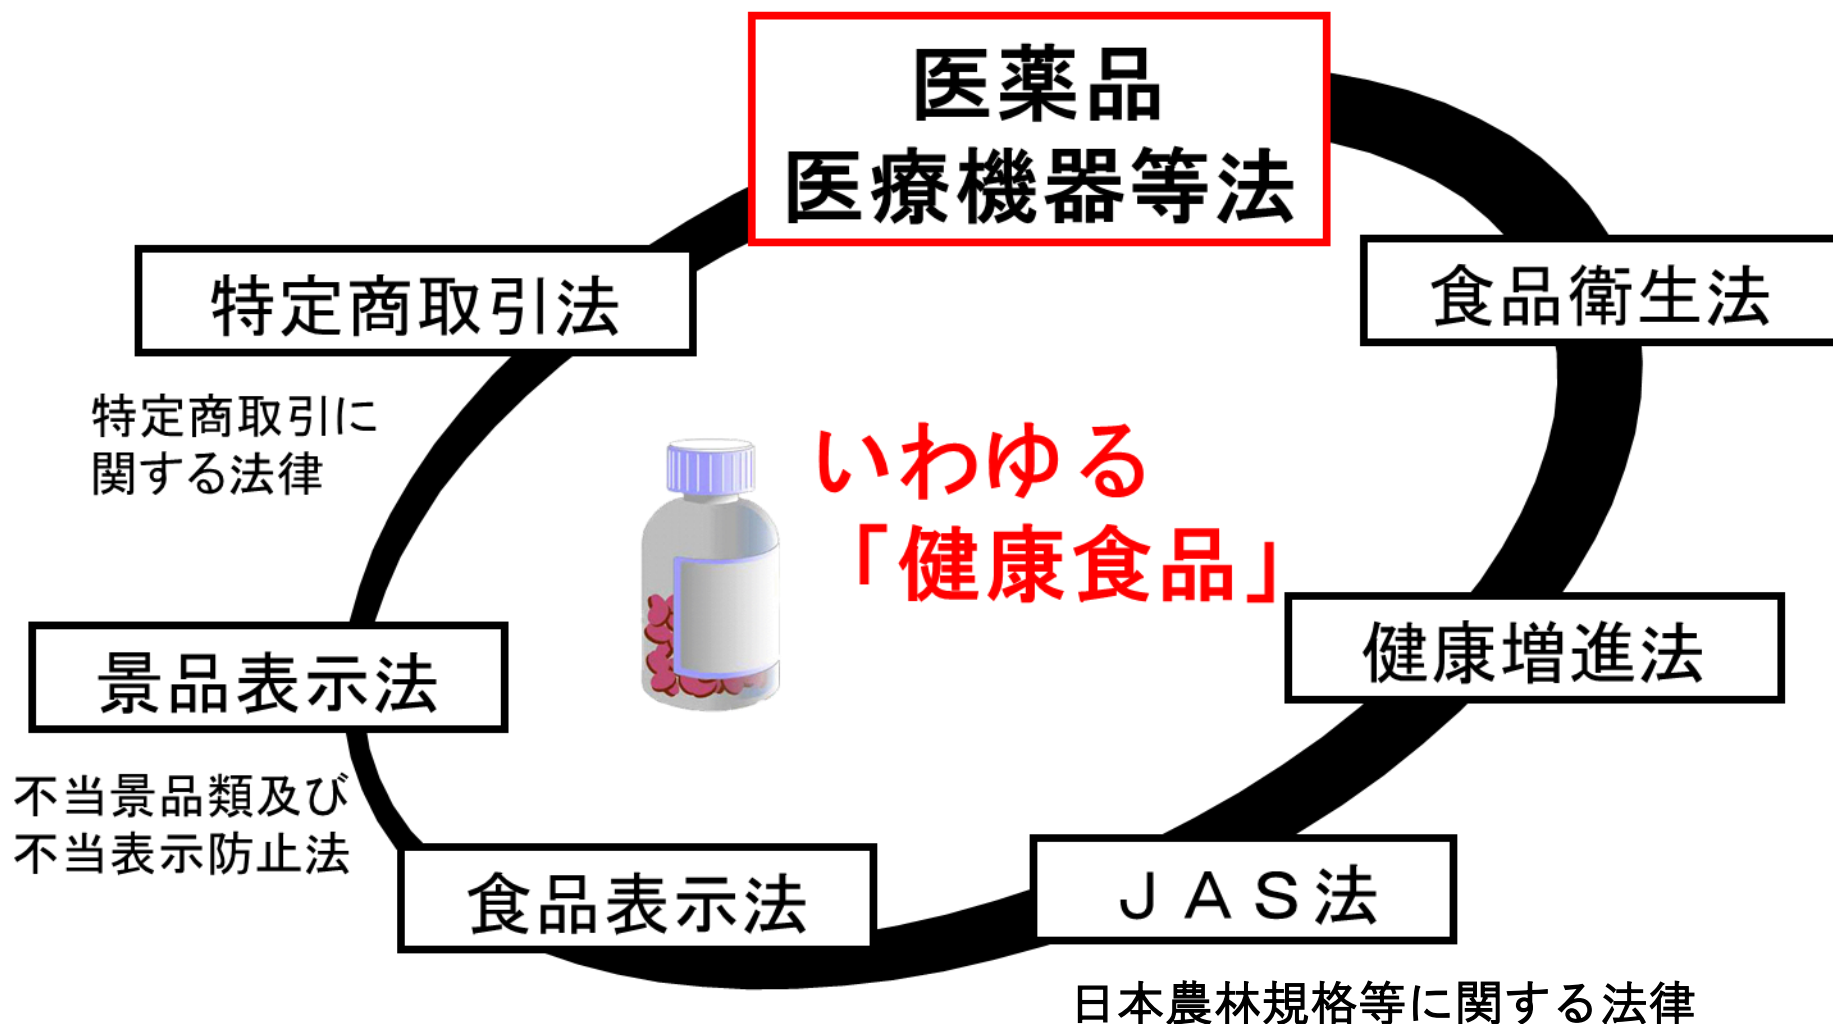 医薬品
医療機器等法
特定商取引法
食品衛生法
特定商取引に
関する法律
いわゆる
「健康食品」
景品表示法
健康増進法
不当景品類及び
不当表示防止法
食品表示法
ＪＡＳ法
日本農林規格等に関する法律